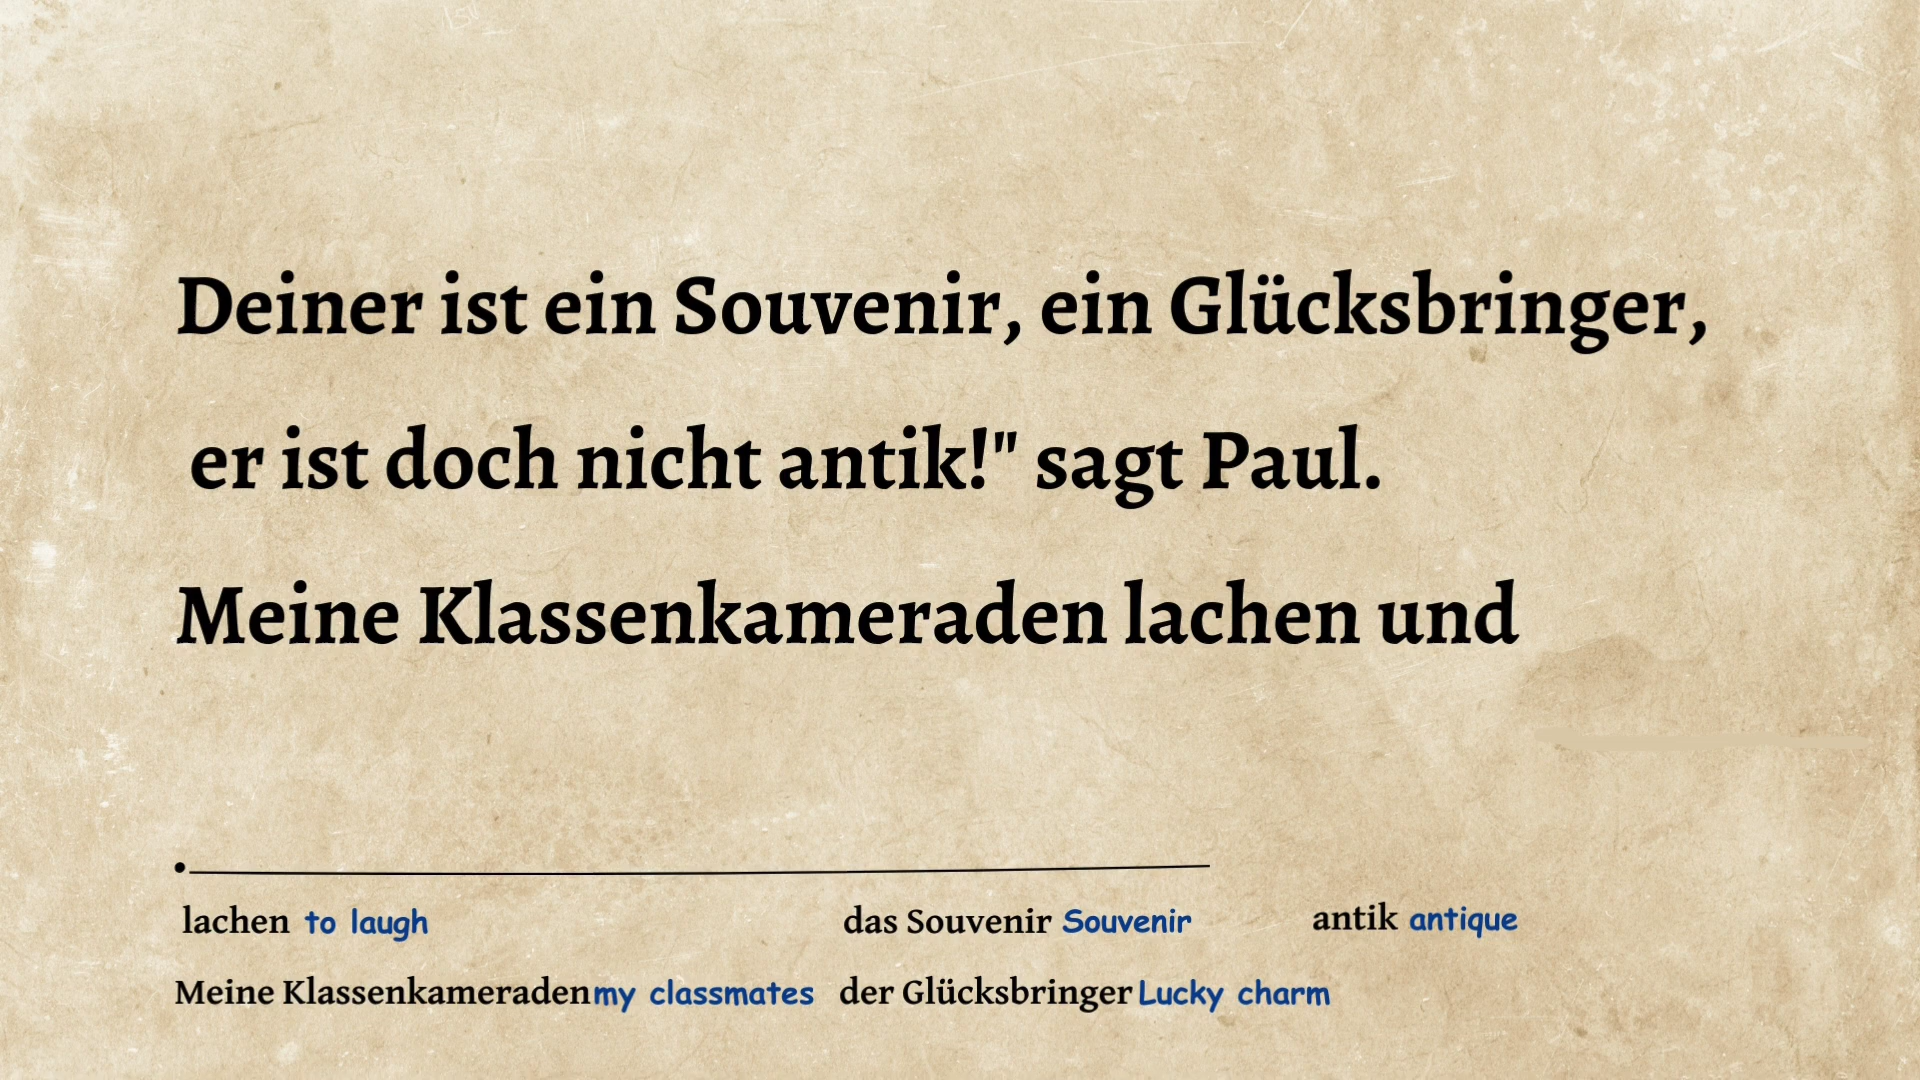 Deiner ist ein Souvenir, ein Glücksbringer,
er ist doch nicht antik!" sagt Paul.
Meine Klassenkameraden lachen und
lachen to laugh das Souvenir Souvenir antik antique
Meine Klassenkameraden my classmates der Glücksbringer Lucky charm